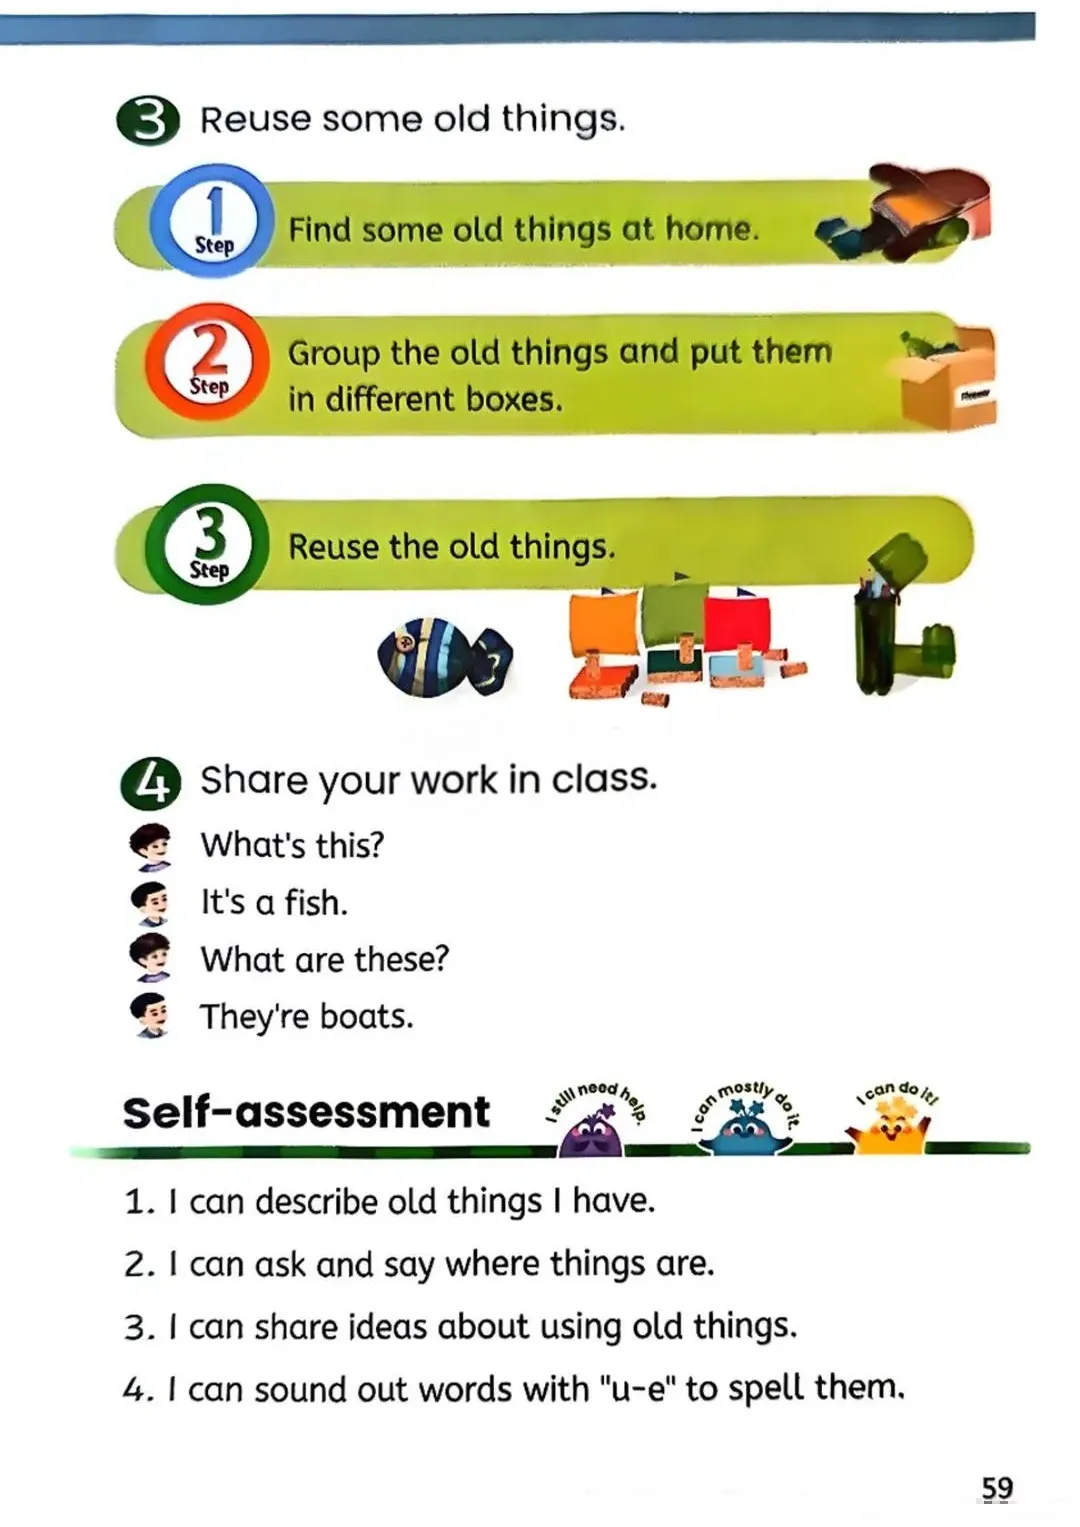 3 Reuse some old things.
1 Step
Find some old things at home.
2 Step
Group the old things and put them
in different boxes.
3 Step
Reuse the old things.
4 Share your work in class.
What's this?
It's a fish.
What are these?
They're boats.
Self-assessment
I still need help.
I can mostly do it.
I can do it!
1. I can describe old things I have.
2. I can ask and say where things are.
3. I can share ideas about using old things.
4. I can sound out words with "u-e" to spell them.
59